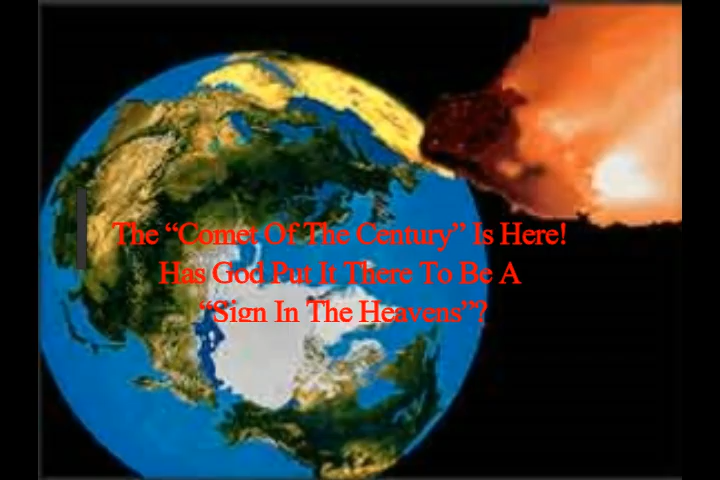 The “Comet Of The Century” Is Here!
Has God Put It There To Be A
“Sign In The Heavens”?